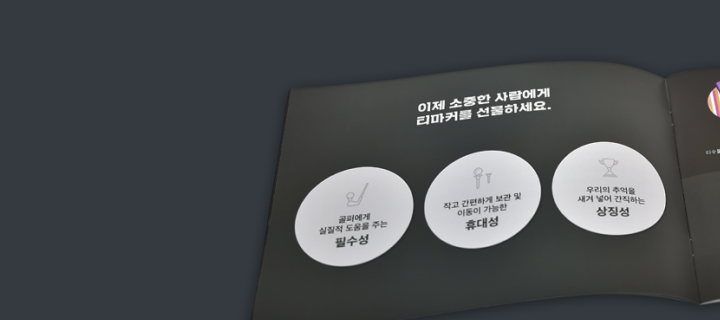 이제 소중한 사람에게
티마커를 선물하세요.
골퍼에게
실질적 도움을 주는
필수성
작고 간편하게 보관 및
이동이 가능한
휴대성
우리의 추억을
새겨 넣어 간직하는
상징성